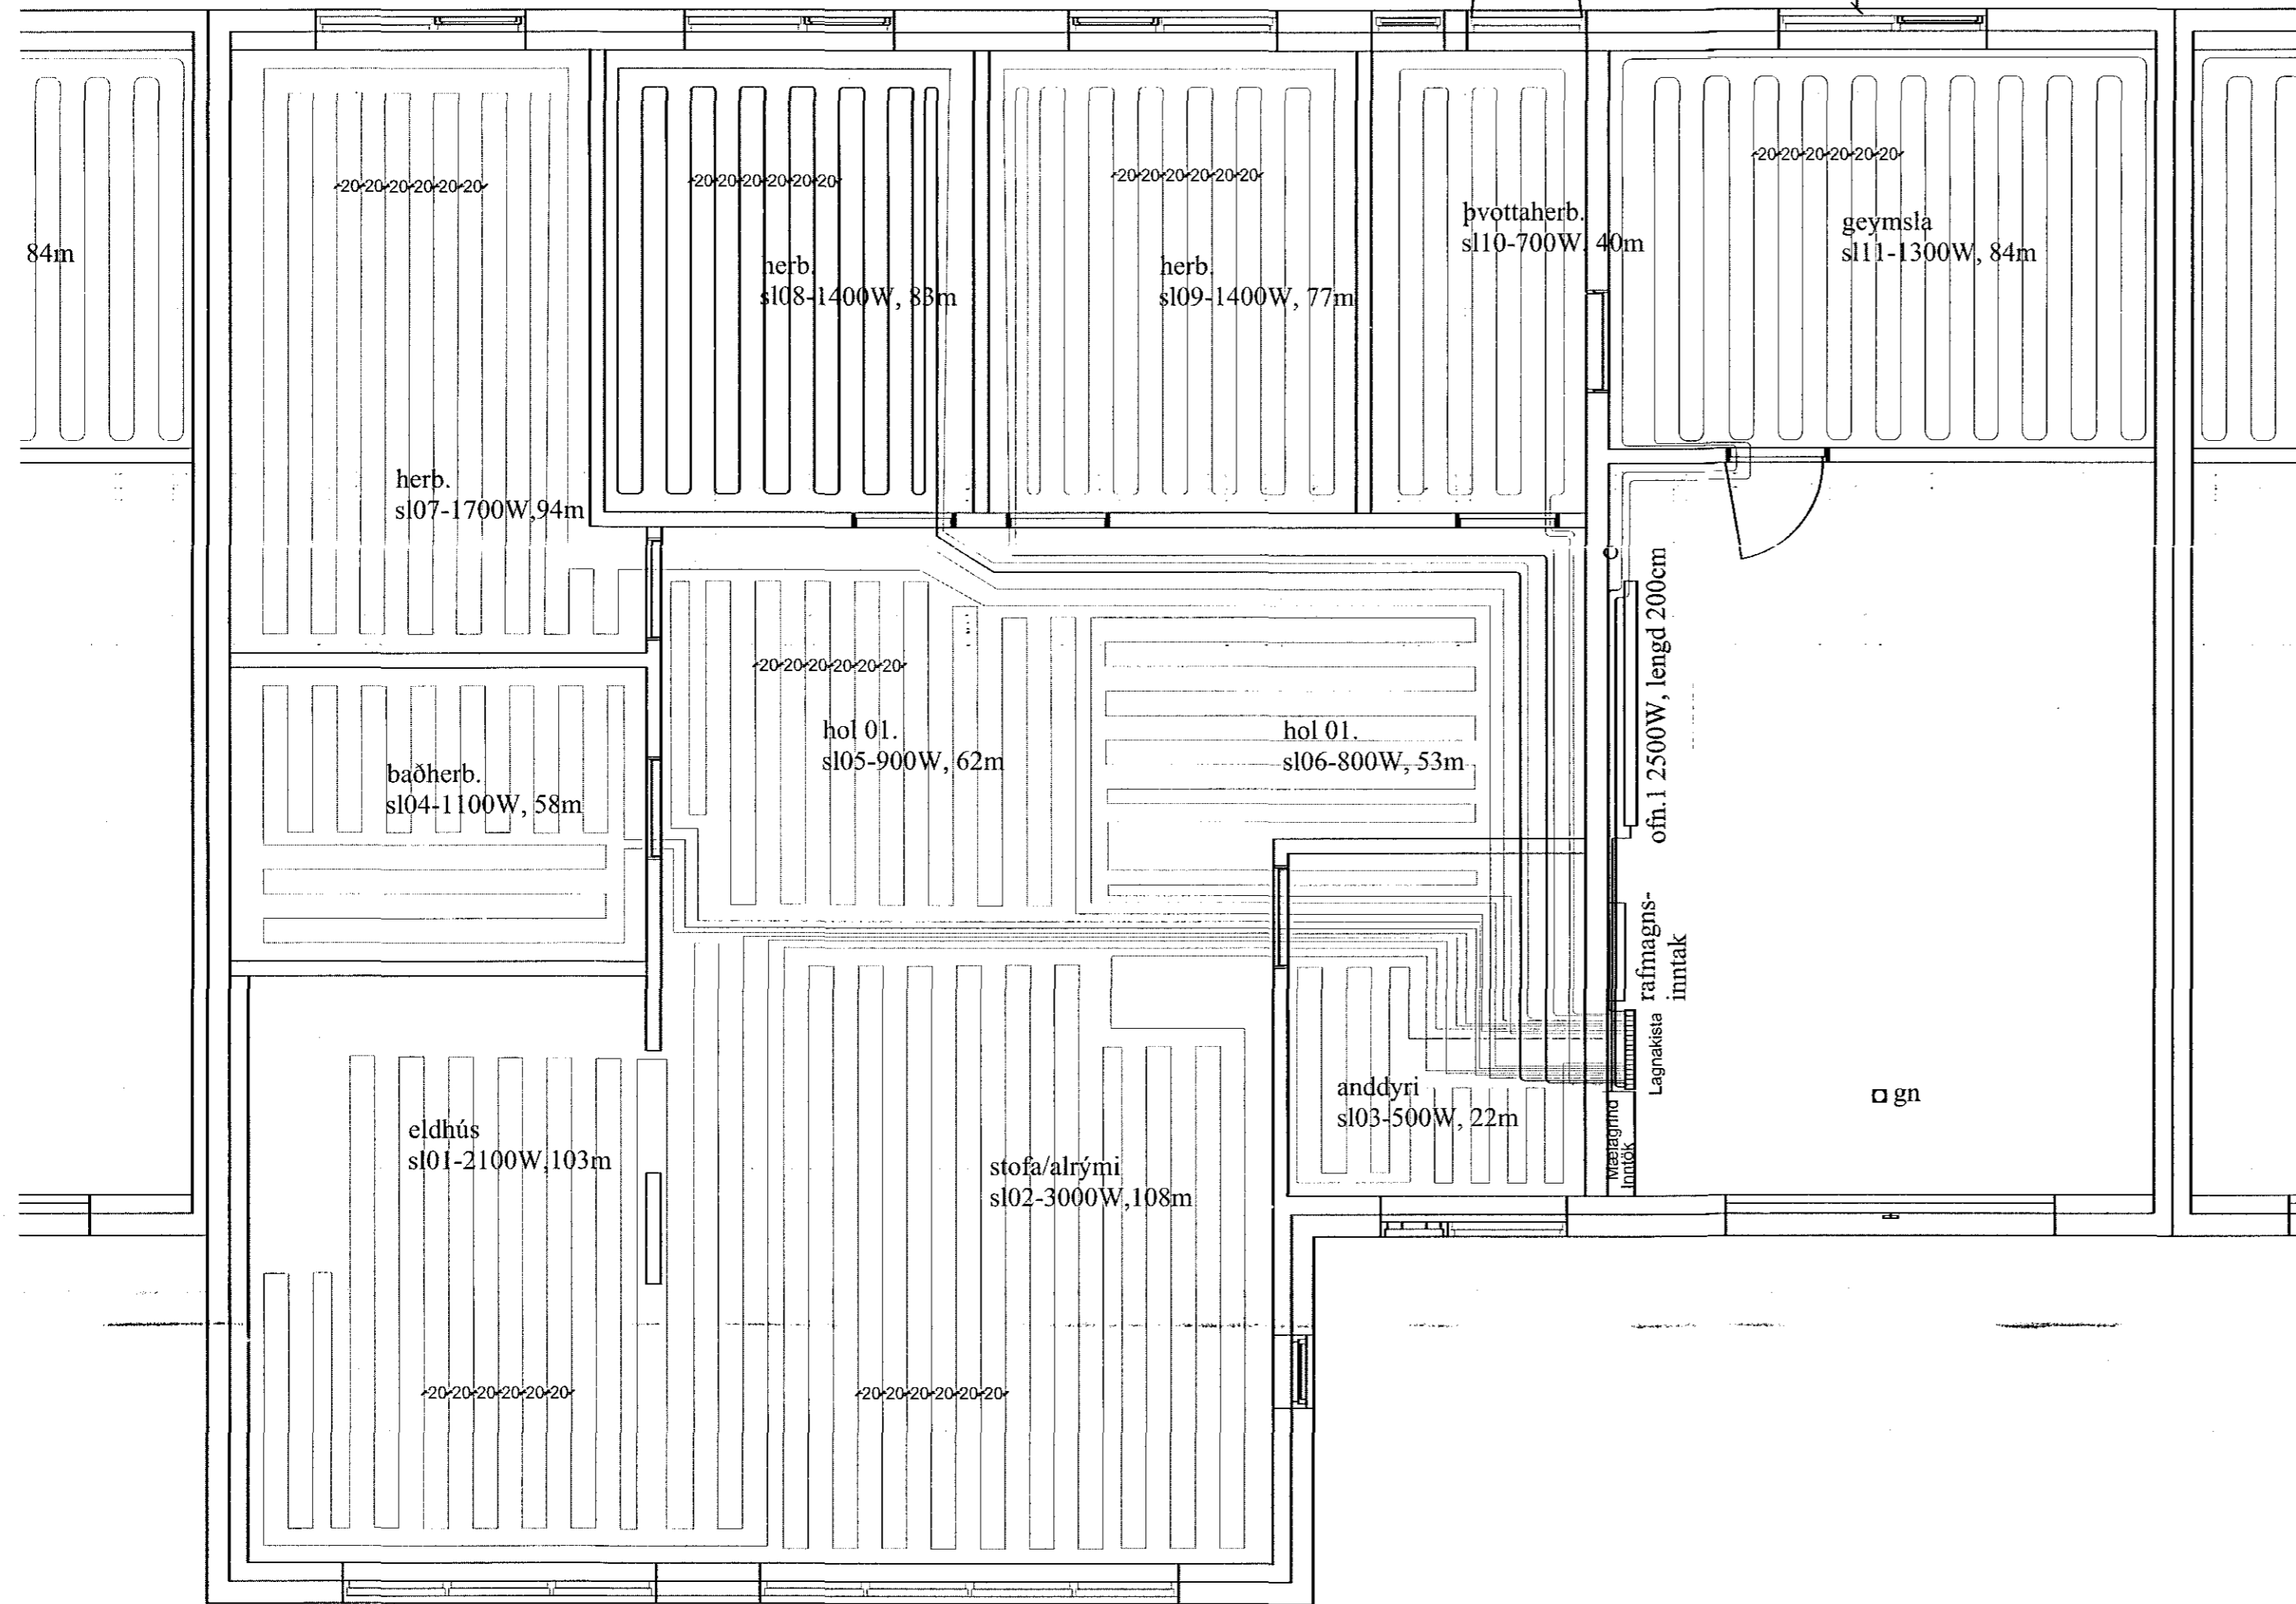 -20-20-20-20-20-20-
-20-20-20-20-20-20-
-20-20-20-20-20-20-
-20-20-20-20-20-20-
84m
herb.
sl08-1400W, 83m
herb.
sl09-1400W, 77m
þvottaherb.
sl10-700W, 40m
geymsla
sl11-1300W, 84m
herb.
sl07-1700W,94m
-20-20-20-20-20-20-
hol 01.
sl05-900W, 62m
hol 01.
sl06-800W, 53m
ofn.1 2500W, lengd 200cm
baðherb.
sl04-1100W, 58m
rafmagns-
inntak
Lagnakista
Mælagrind
Inntök
gn
anddyri
sl03-500W, 22m
eldhús
sl01-2100W,103m
stofa/alrými
sl02-3000W,108m
-20-20-20-20-20-20-
-20-20-20-20-20-20-